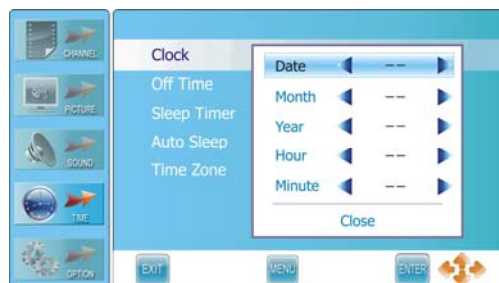 CHANNEL
PICTURE
SOUND
TIME
OPTION
Clock
Off Time
Sleep Timer
Auto Sleep
Time Zone
Date --
Month --
Year --
Hour --
Minute --
Close
EXIT
MENU
ENTER